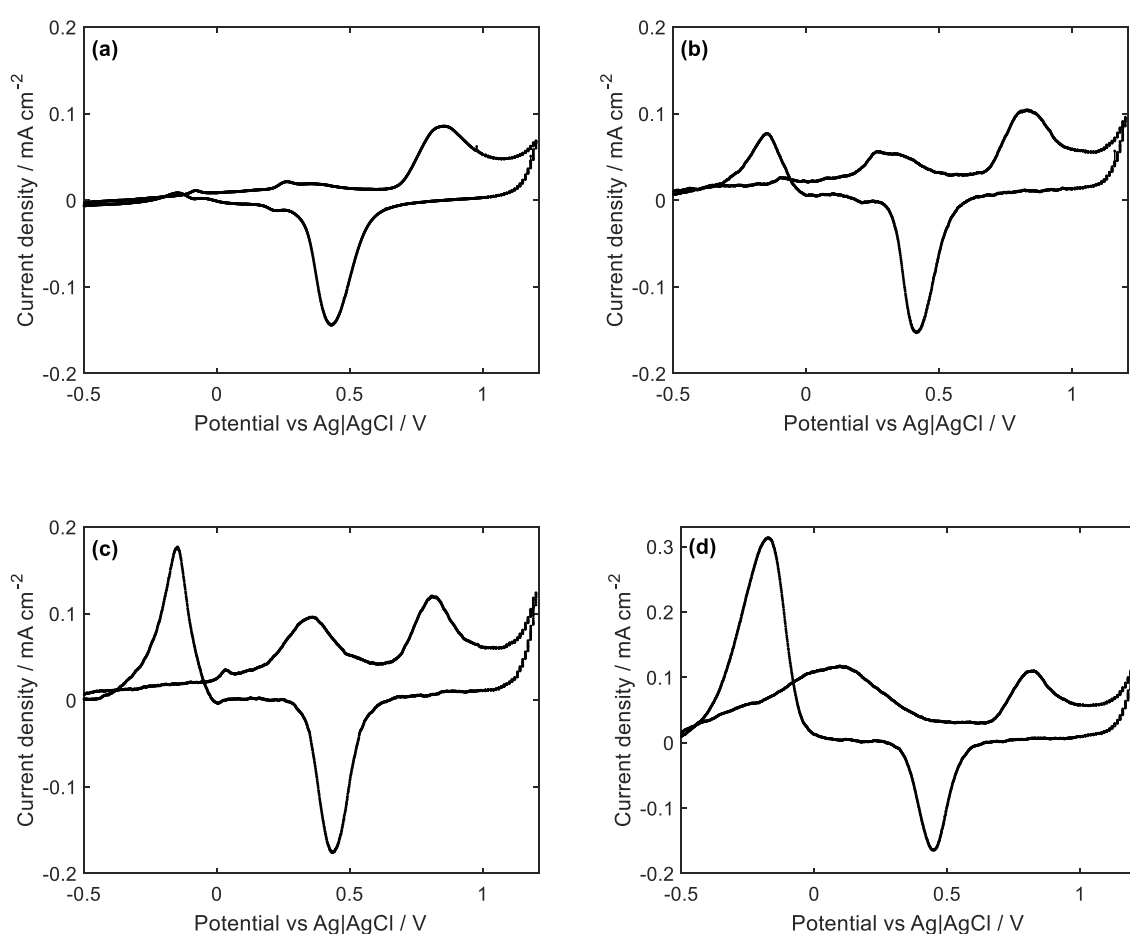 (a)
0.2
0.1
0
-0.1
-0.2
Current density / mA cm-2
-0.5 0 0.5 1
Potential vs Ag|AgCl / V
(b)
0.2
0.1
0
-0.1
-0.2
Current density / mA cm-2
-0.5 0 0.5 1
Potential vs Ag|AgCl / V
(c)
0.2
0.1
0
-0.1
-0.2
Current density / mA cm-2
-0.5 0 0.5 1
Potential vs Ag|AgCl / V
(d)
0.3
0.2
0.1
0
-0.1
-0.2
Current density / mA cm-2
-0.5 0 0.5 1
Potential vs Ag|AgCl / V